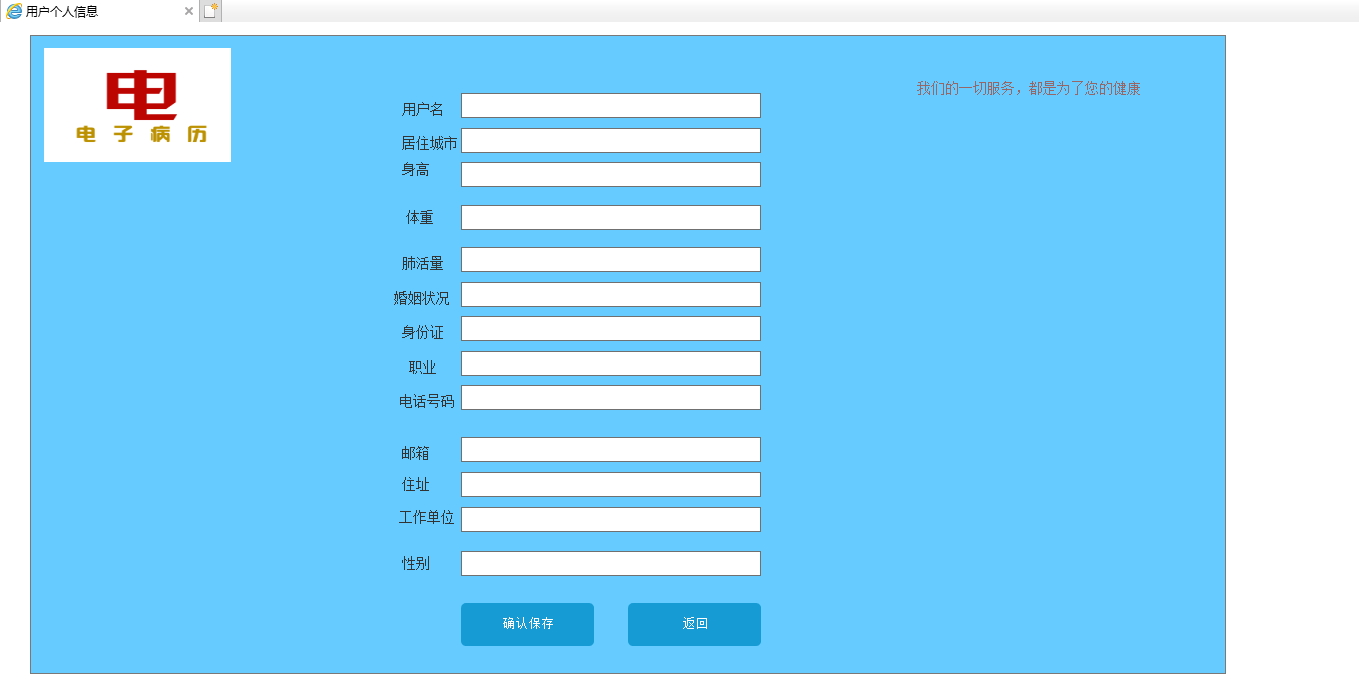 用户个人信息
电
电子病历
我们的一切服务，都是为了您的健康
用户名
居住城市
身高
体重
肺活量
婚姻状况
身份证
职业
电话号码
邮箱
住址
工作单位
性别
确认保存
返回